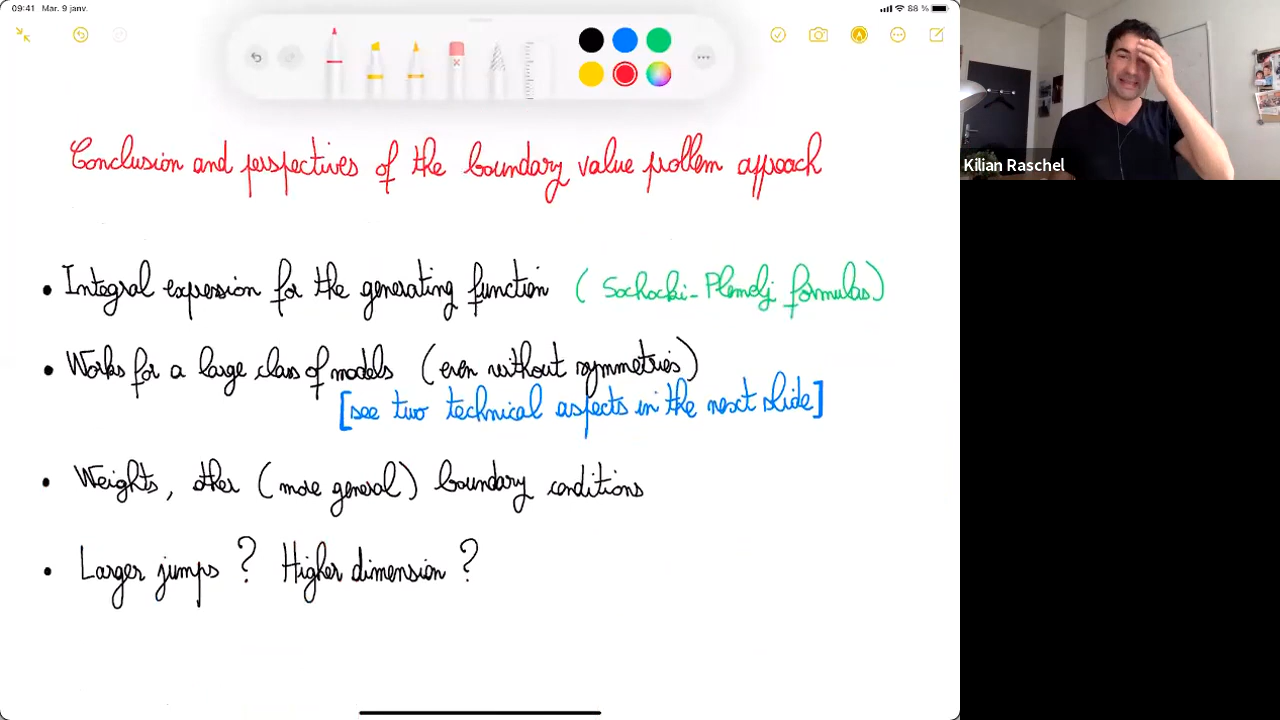 09:41 Mar. 9 janv.
88 %
Conclusion and perspectives of the boundary value problem appoach
• Integral expression for the generating function (Sochocki-Plemelj formulas)
Kilian Raschel
• Works for a large class of models (even without symmetries)
[see two technical aspects in the next slide]
• Weights, other (more general) boundary conditions
• Larger jumps ? Higher dimension ?